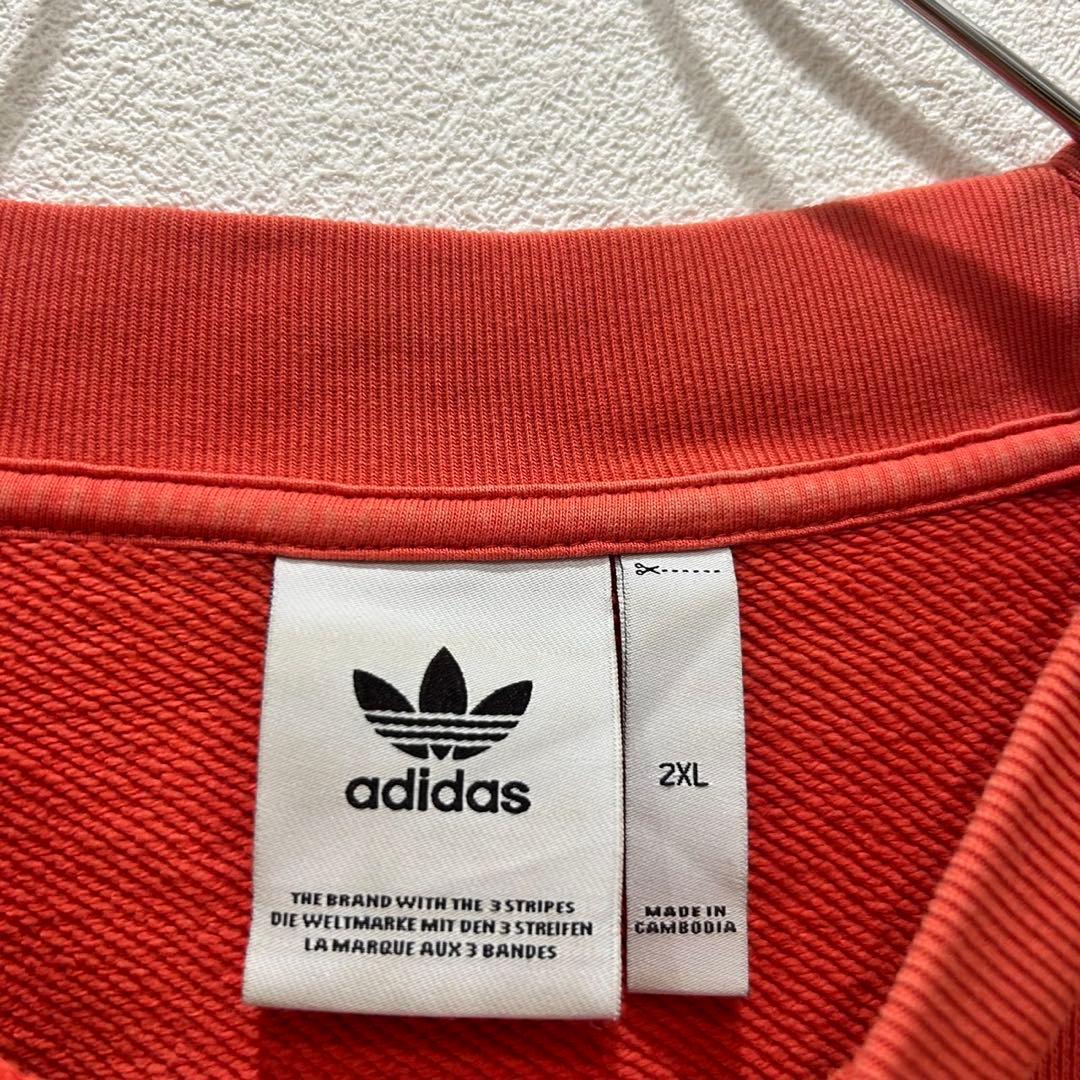 adidas
THE BRAND WITH THE 3 STRIPES
DIE WELTMARKE MIT DEN 3 STREIFEN
LA MARQUE AUX 3 BANDES
2XL
MADE IN
CAMBODIA